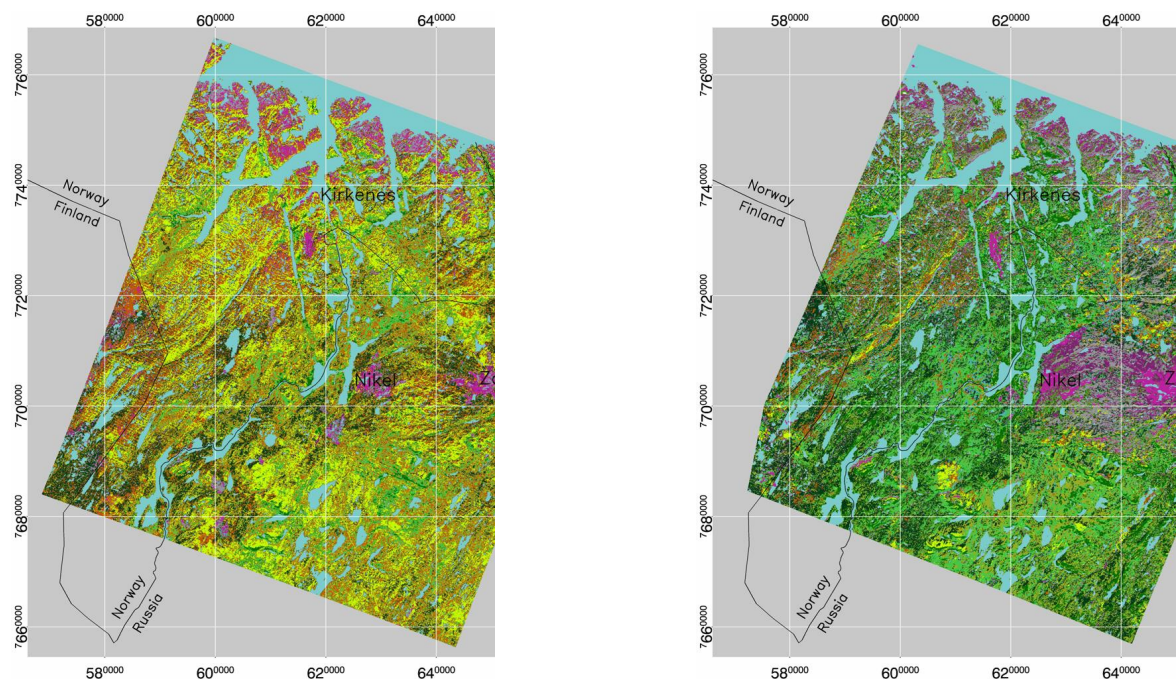 58⁰⁰⁰⁰ 60⁰⁰⁰⁰ 62⁰⁰⁰⁰ 64⁰⁰⁰⁰
776⁰⁰⁰⁰
774⁰⁰⁰⁰
772⁰⁰⁰⁰
770⁰⁰⁰⁰
768⁰⁰⁰⁰
766⁰⁰⁰⁰
Norway
Finland
Kirkenes
Nikel
Norway
Russia
58⁰⁰⁰⁰ 60⁰⁰⁰⁰ 62⁰⁰⁰⁰ 64⁰⁰⁰⁰
58⁰⁰⁰⁰ 60⁰⁰⁰⁰ 62⁰⁰⁰⁰ 64⁰⁰⁰⁰
776⁰⁰⁰⁰
774⁰⁰⁰⁰
772⁰⁰⁰⁰
770⁰⁰⁰⁰
768⁰⁰⁰⁰
766⁰⁰⁰⁰
Norway
Finland
Kirkenes
Nikel
Norway
Russia
58⁰⁰⁰⁰ 60⁰⁰⁰⁰ 62⁰⁰⁰⁰ 64⁰⁰⁰⁰